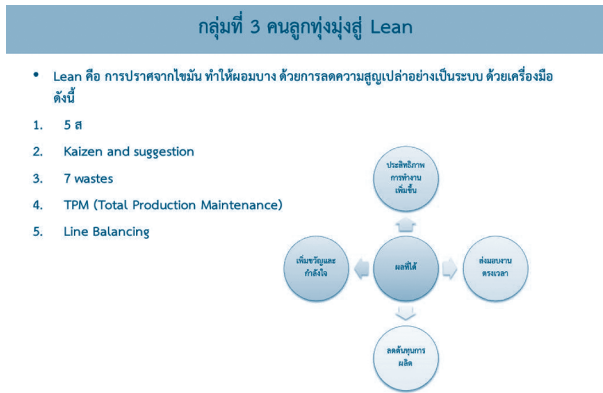 กลุ่มที่ 3 คนลูกทุ่งมุ่งสู่ Lean
• Lean คือ การปราศจากไขมัน ทำให้ผอมบาง ด้วยการลดความสูญเปล่าอย่างเป็นระบบ ด้วยเครื่องมือ
ดังนี้
1. 5 ส
2. Kaizen and suggestion
3. 7 wastes
4. TPM (Total Production Maintenance)
5. Line Balancing
ประสิทธิภาพ
การทำงาน
เพิ่มขึ้น
เพิ่มขวัญและ
กำลังใจ
ผลที่ได้
ส่งมอบงาน
ตรงเวลา
ลดต้นทุนการ
ผลิต